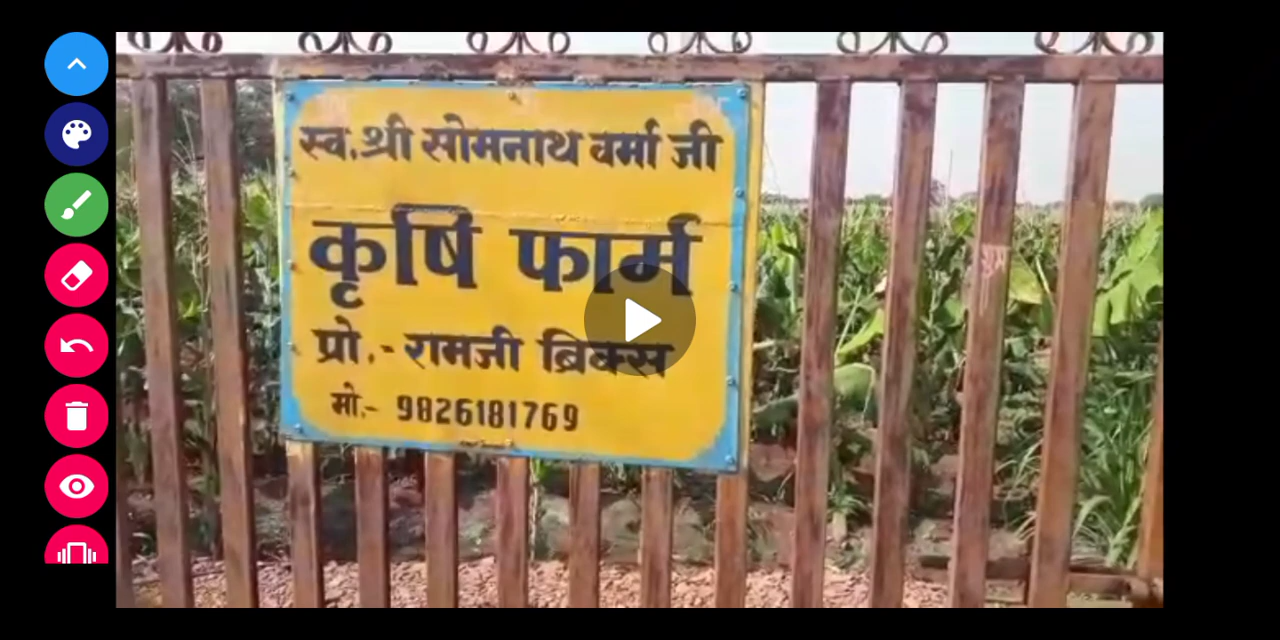 स्व. श्री सोमनाथ वर्मा जी
कृषि फार्म
प्रो.- रामजी ब्रिक्स
मो.- 9826181769
शुभ